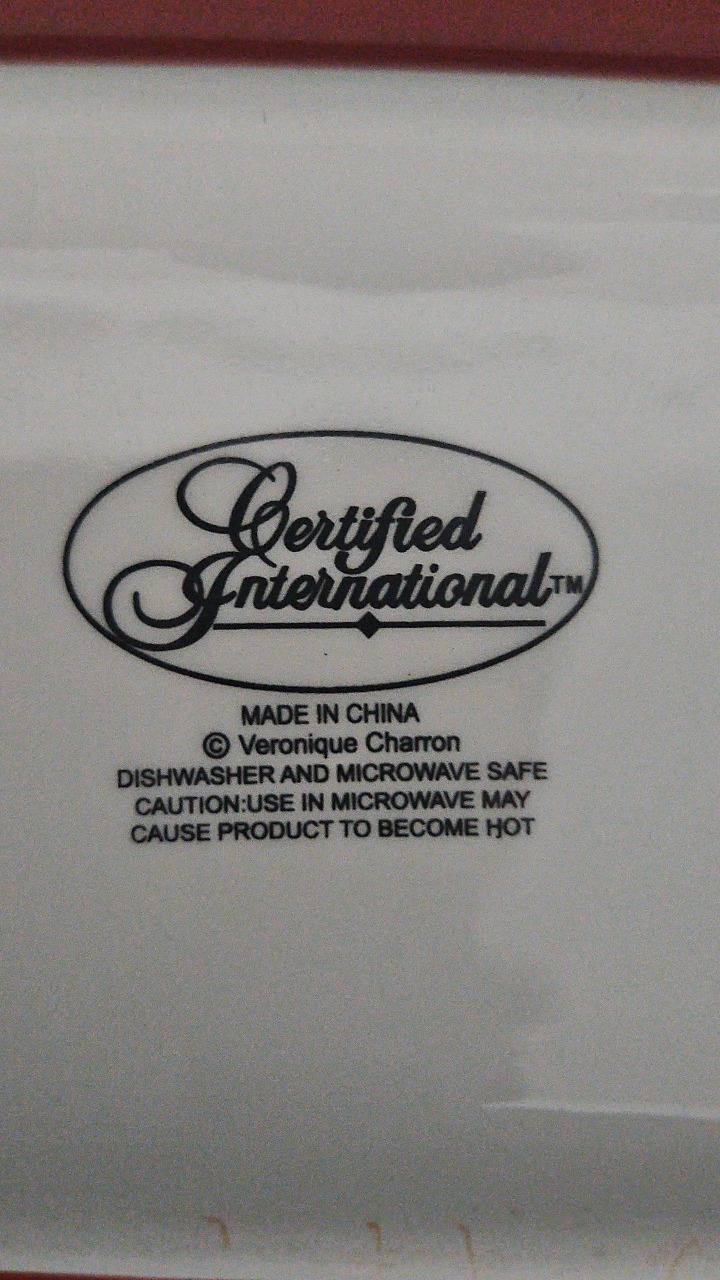 Certified
International™
MADE IN CHINA
© Veronique Charron
DISHWASHER AND MICROWAVE SAFE
CAUTION:USE IN MICROWAVE MAY
CAUSE PRODUCT TO BECOME HOT